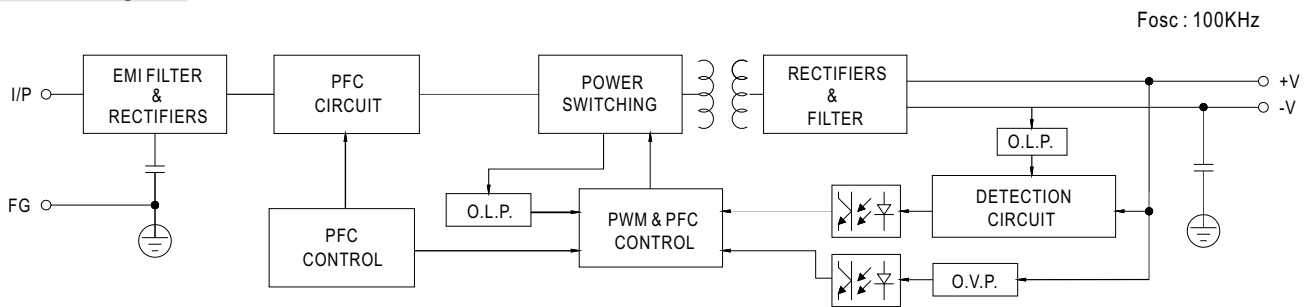 Fosc : 100KHz
I/P
EMI FILTER
&
RECTIFIERS
PFC
CIRCUIT
POWER
SWITCHING
RECTIFIERS
&
FILTER
+V
-V
O.L.P.
FG
O.L.P.
PFC
CONTROL
PWM & PFC
CONTROL
DETECTION
CIRCUIT
O.V.P.